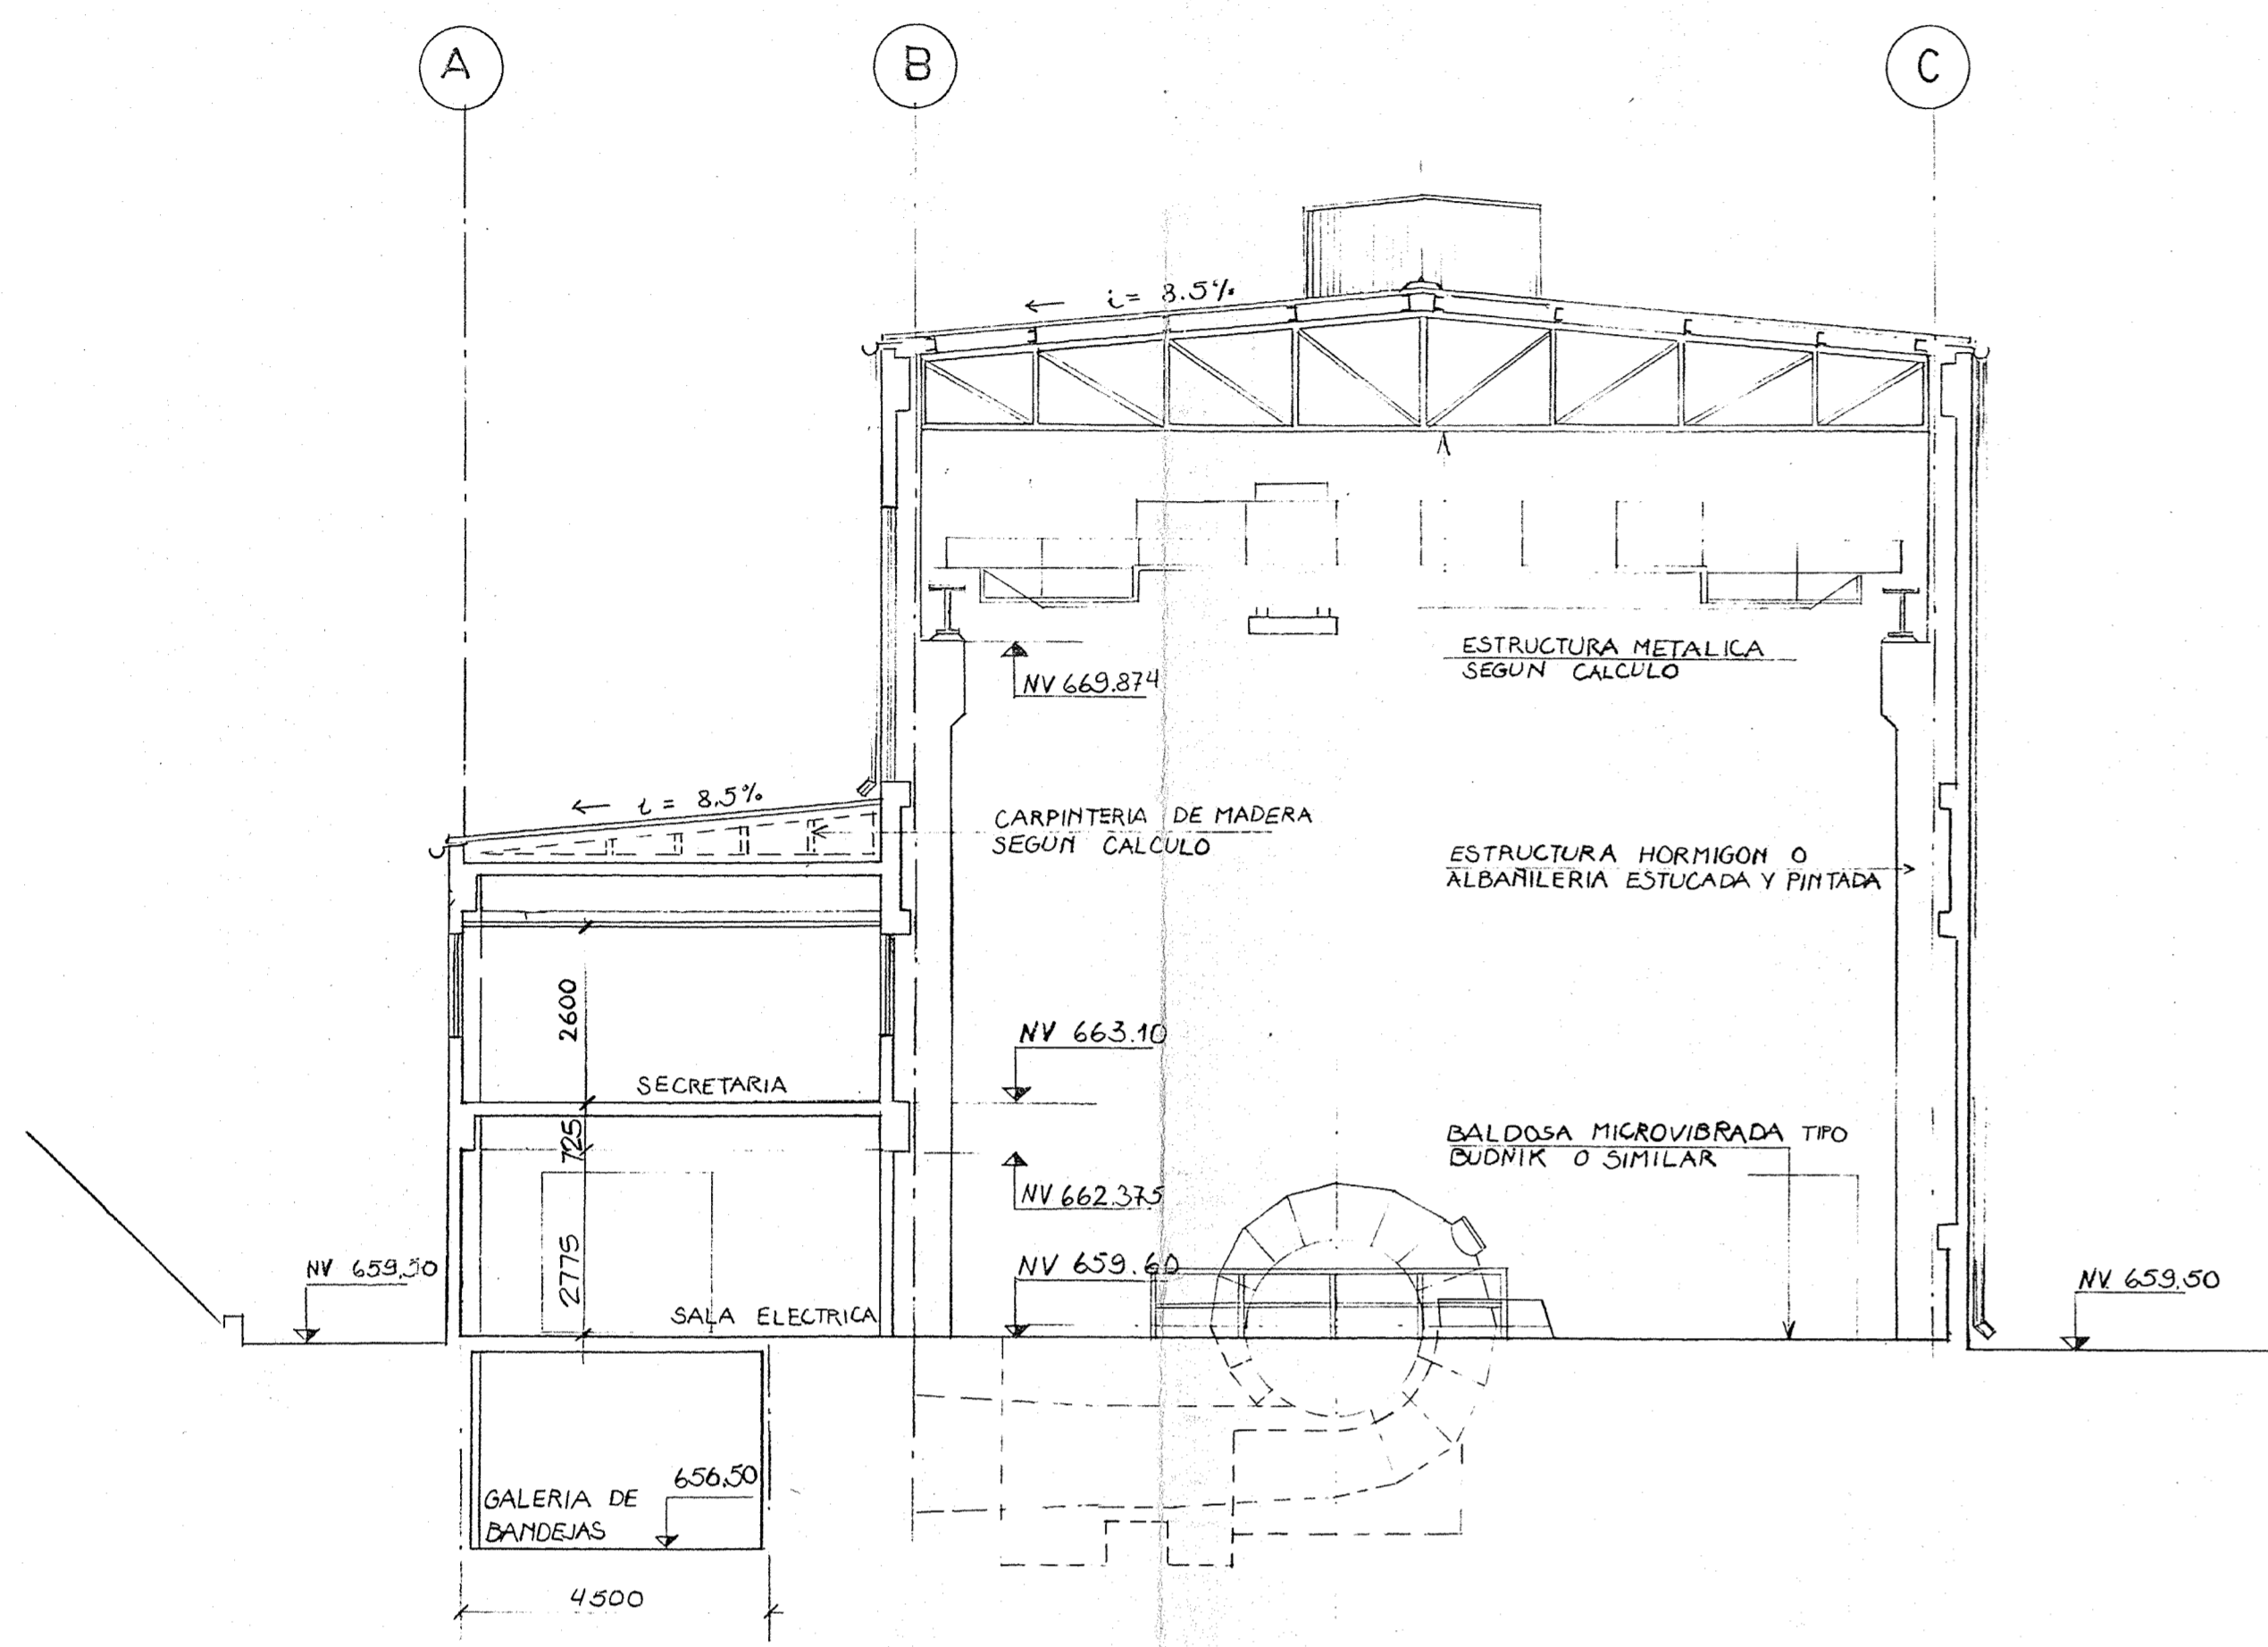 A
B
C
← i = 8.5%
NV 669.874
ESTRUCTURA METALICA
SEGUN CALCULO
← i = 8.5%
CARPINTERIA DE MADERA
SEGUN CALCULO
ESTRUCTURA HORMIGON O
ALBAÑILERIA ESTUCADA Y PINTADA
2600
NV 663.10
SECRETARIA
725
BALDOSA MICROVIBRADA TIPO
BUDNIK O SIMILAR
NV 662.375
2775
NV 659.50
NV 659.60
NV 659.50
SALA ELECTRICA
656.50
GALERIA DE
BANDEJAS
4500